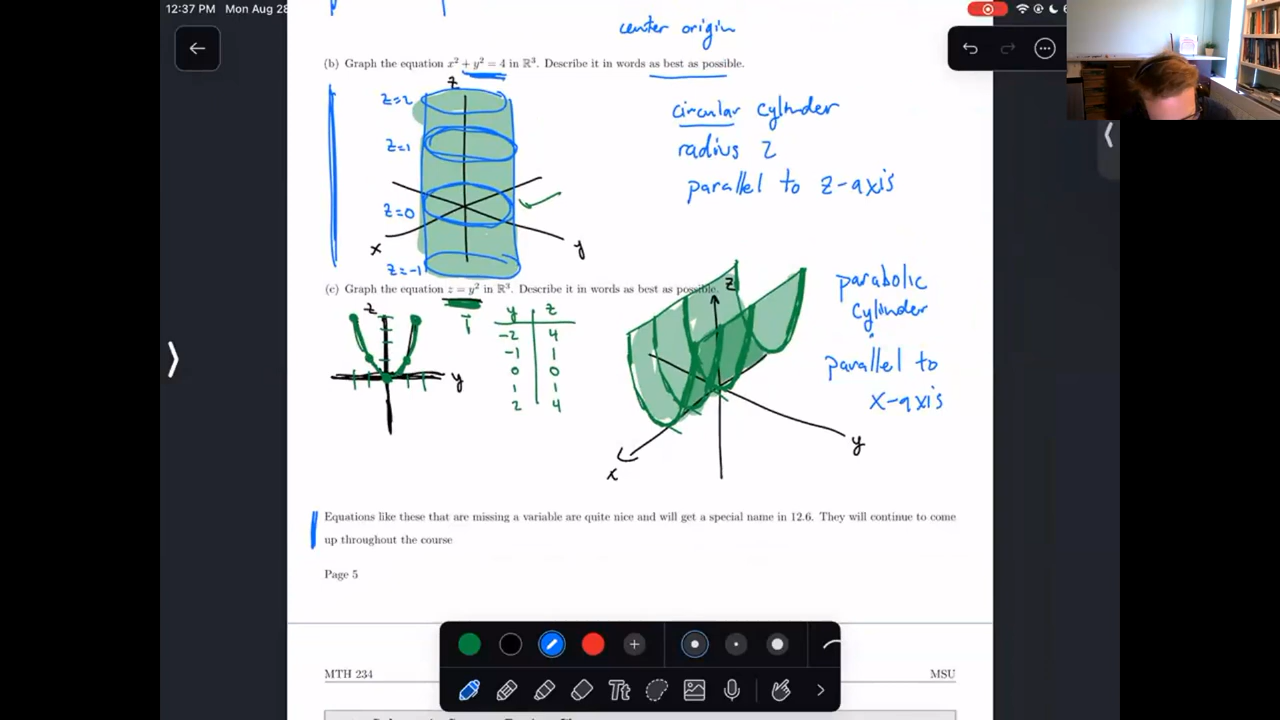 12:37 PM Mon Aug 28
center origin
(b) Graph the equation x² + y² = 4 in ℝ³. Describe it in words as best as possible.
z
z=2
z=1
z=0
z=-1
x
y
circular cylinder
radius 2
parallel to z-axis
(c) Graph the equation z = y² in ℝ³. Describe it in words as best as possible.
z
y
y z
-2 4
-1 1
0 0
1 1
2 4
z
x
y
parabolic
cylinder
parallel to
x-axis
Equations like these that are missing a variable are quite nice and will get a special name in 12.6. They will continue to come
up throughout the course
Page 5
Tt
MTH 234 MSU